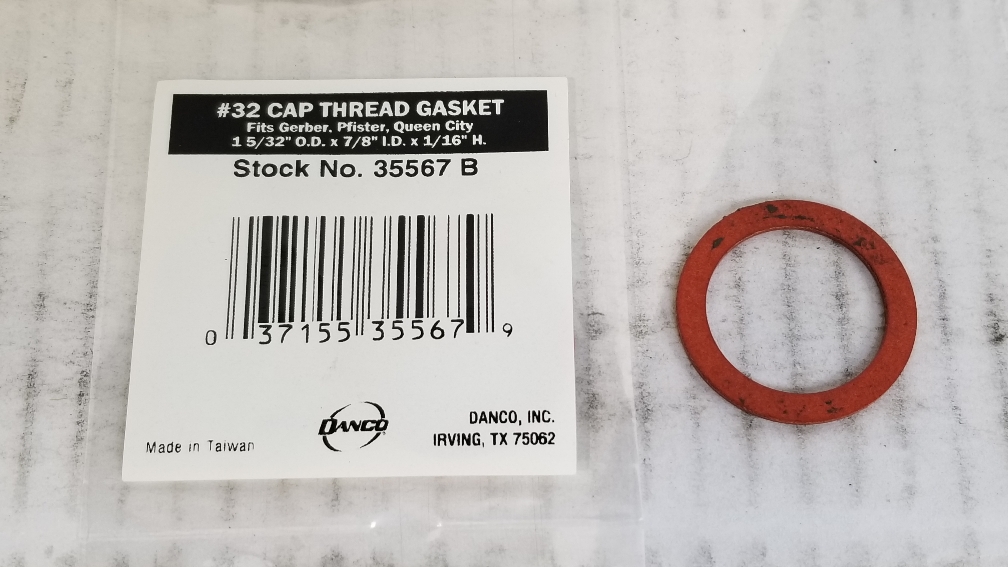 #32 CAP THREAD GASKET
Fits Gerber, Pfister, Queen City
1 5/32" O.D. x 7/8" I.D. x 1/16" H.
Stock No. 35567 B
0 37155 35567 9
DANCO®
Made in Taiwan
DANCO, INC.
IRVING, TX 75062